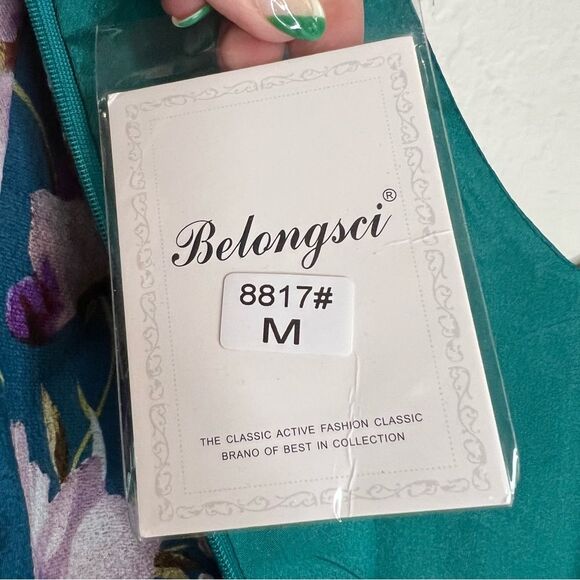 Belongsci®
8817#
M
THE CLASSIC ACTIVE FASHION CLASSIC
BRANO OF BEST IN COLLECTION